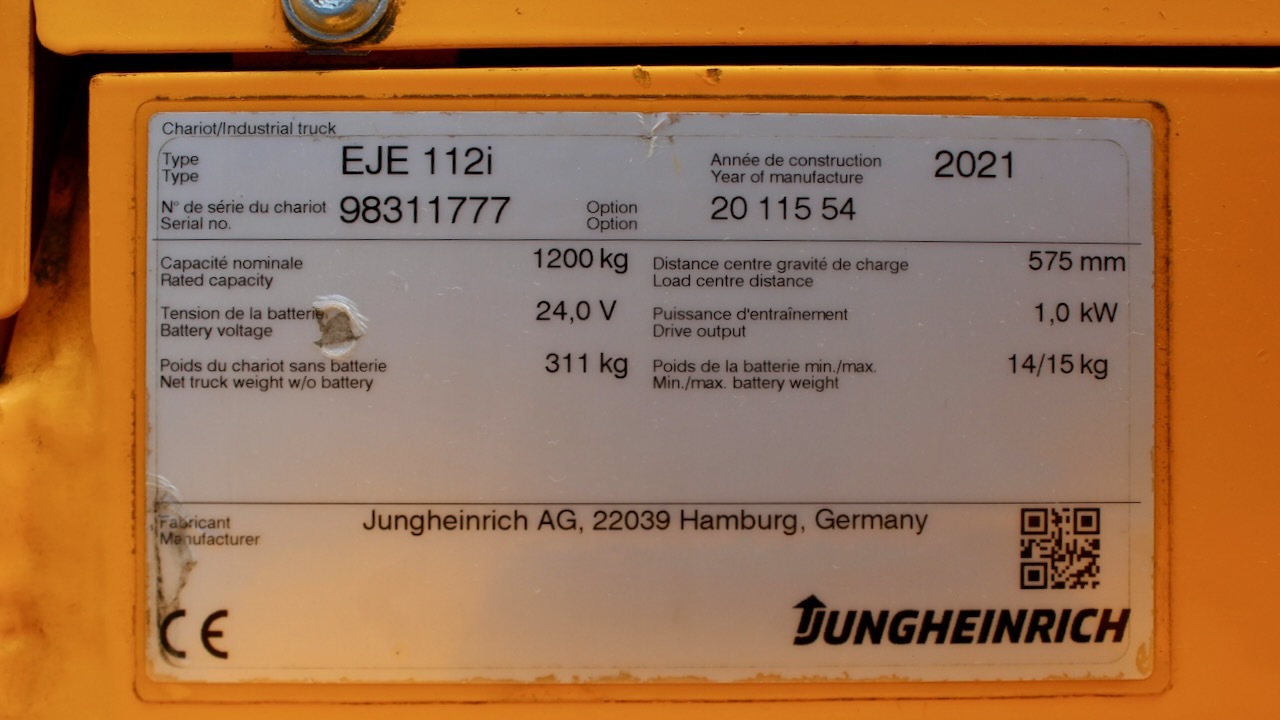 Chariot/Industrial truck
Type EJE 112i Année de construction 2021
Type Year of manufacture
N° de série du chariot 98311777 Option 20 115 54
Serial no. Option
Capacité nominale 1200 kg Distance centre gravité de charge 575 mm
Rated capacity Load centre distance
Tension de la batterie 24,0 V Puissance d'entraînement 1,0 kW
Battery voltage Drive output
Poids du chariot sans batterie 311 kg Poids de la batterie min./max. 14/15 kg
Net truck weight w/o battery Min./max. battery weight
Fabricant Jungheinrich AG, 22039 Hamburg, Germany
Manufacturer
CE JUNGHEINRICH